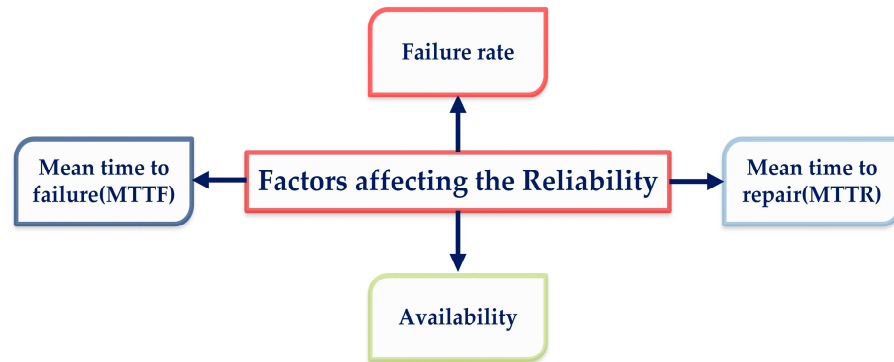 Failure rate
Mean time to
failure(MTTF)
Factors affecting the Reliability
Mean time to
repair(MTTR)
Availability